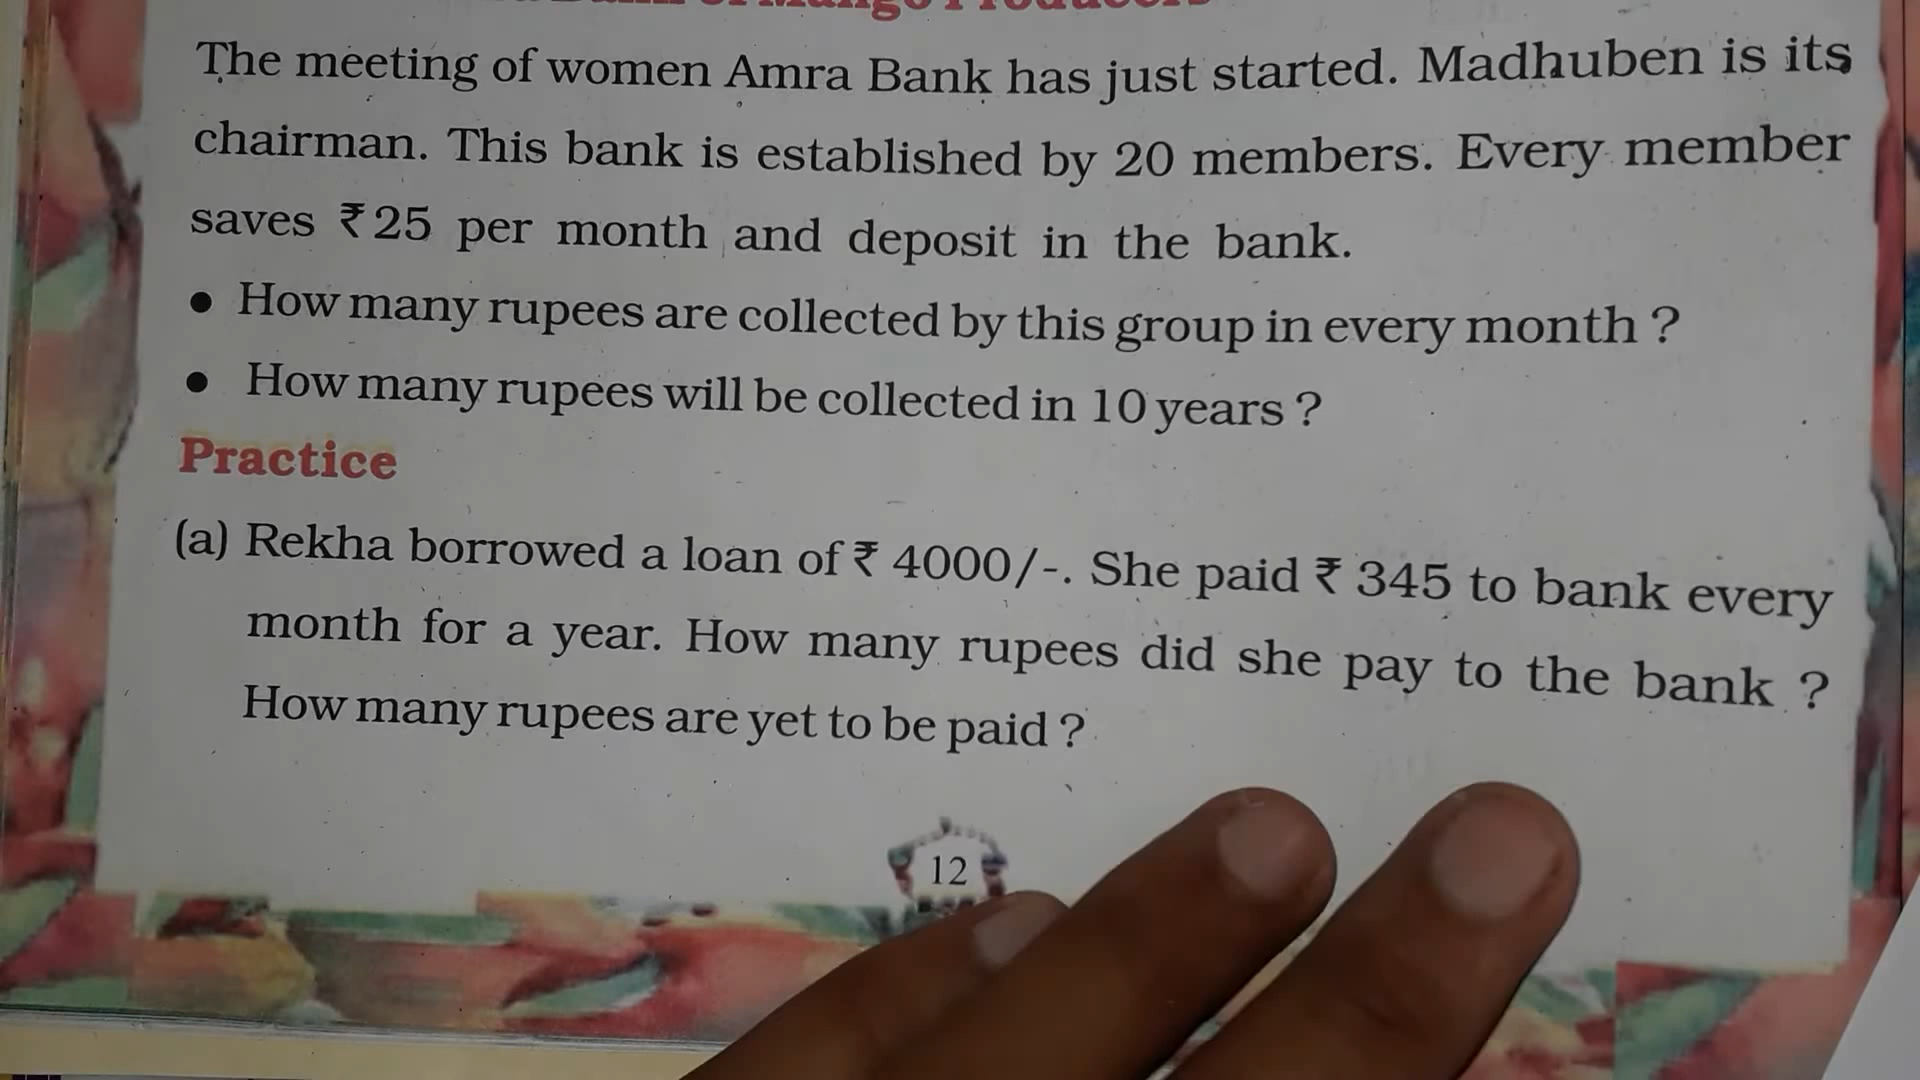 Bank of Mango Producers
The meeting of women Amra Bank has just started. Madhuben is its
chairman. This bank is established by 20 members. Every member
saves ₹ 25 per month and deposit in the bank.
• How many rupees are collected by this group in every month ?
• How many rupees will be collected in 10 years ?
Practice
(a) Rekha borrowed a loan of ₹ 4000/-. She paid ₹ 345 to bank every
month for a year. How many rupees did she pay to the bank ?
How many rupees are yet to be paid ?
12